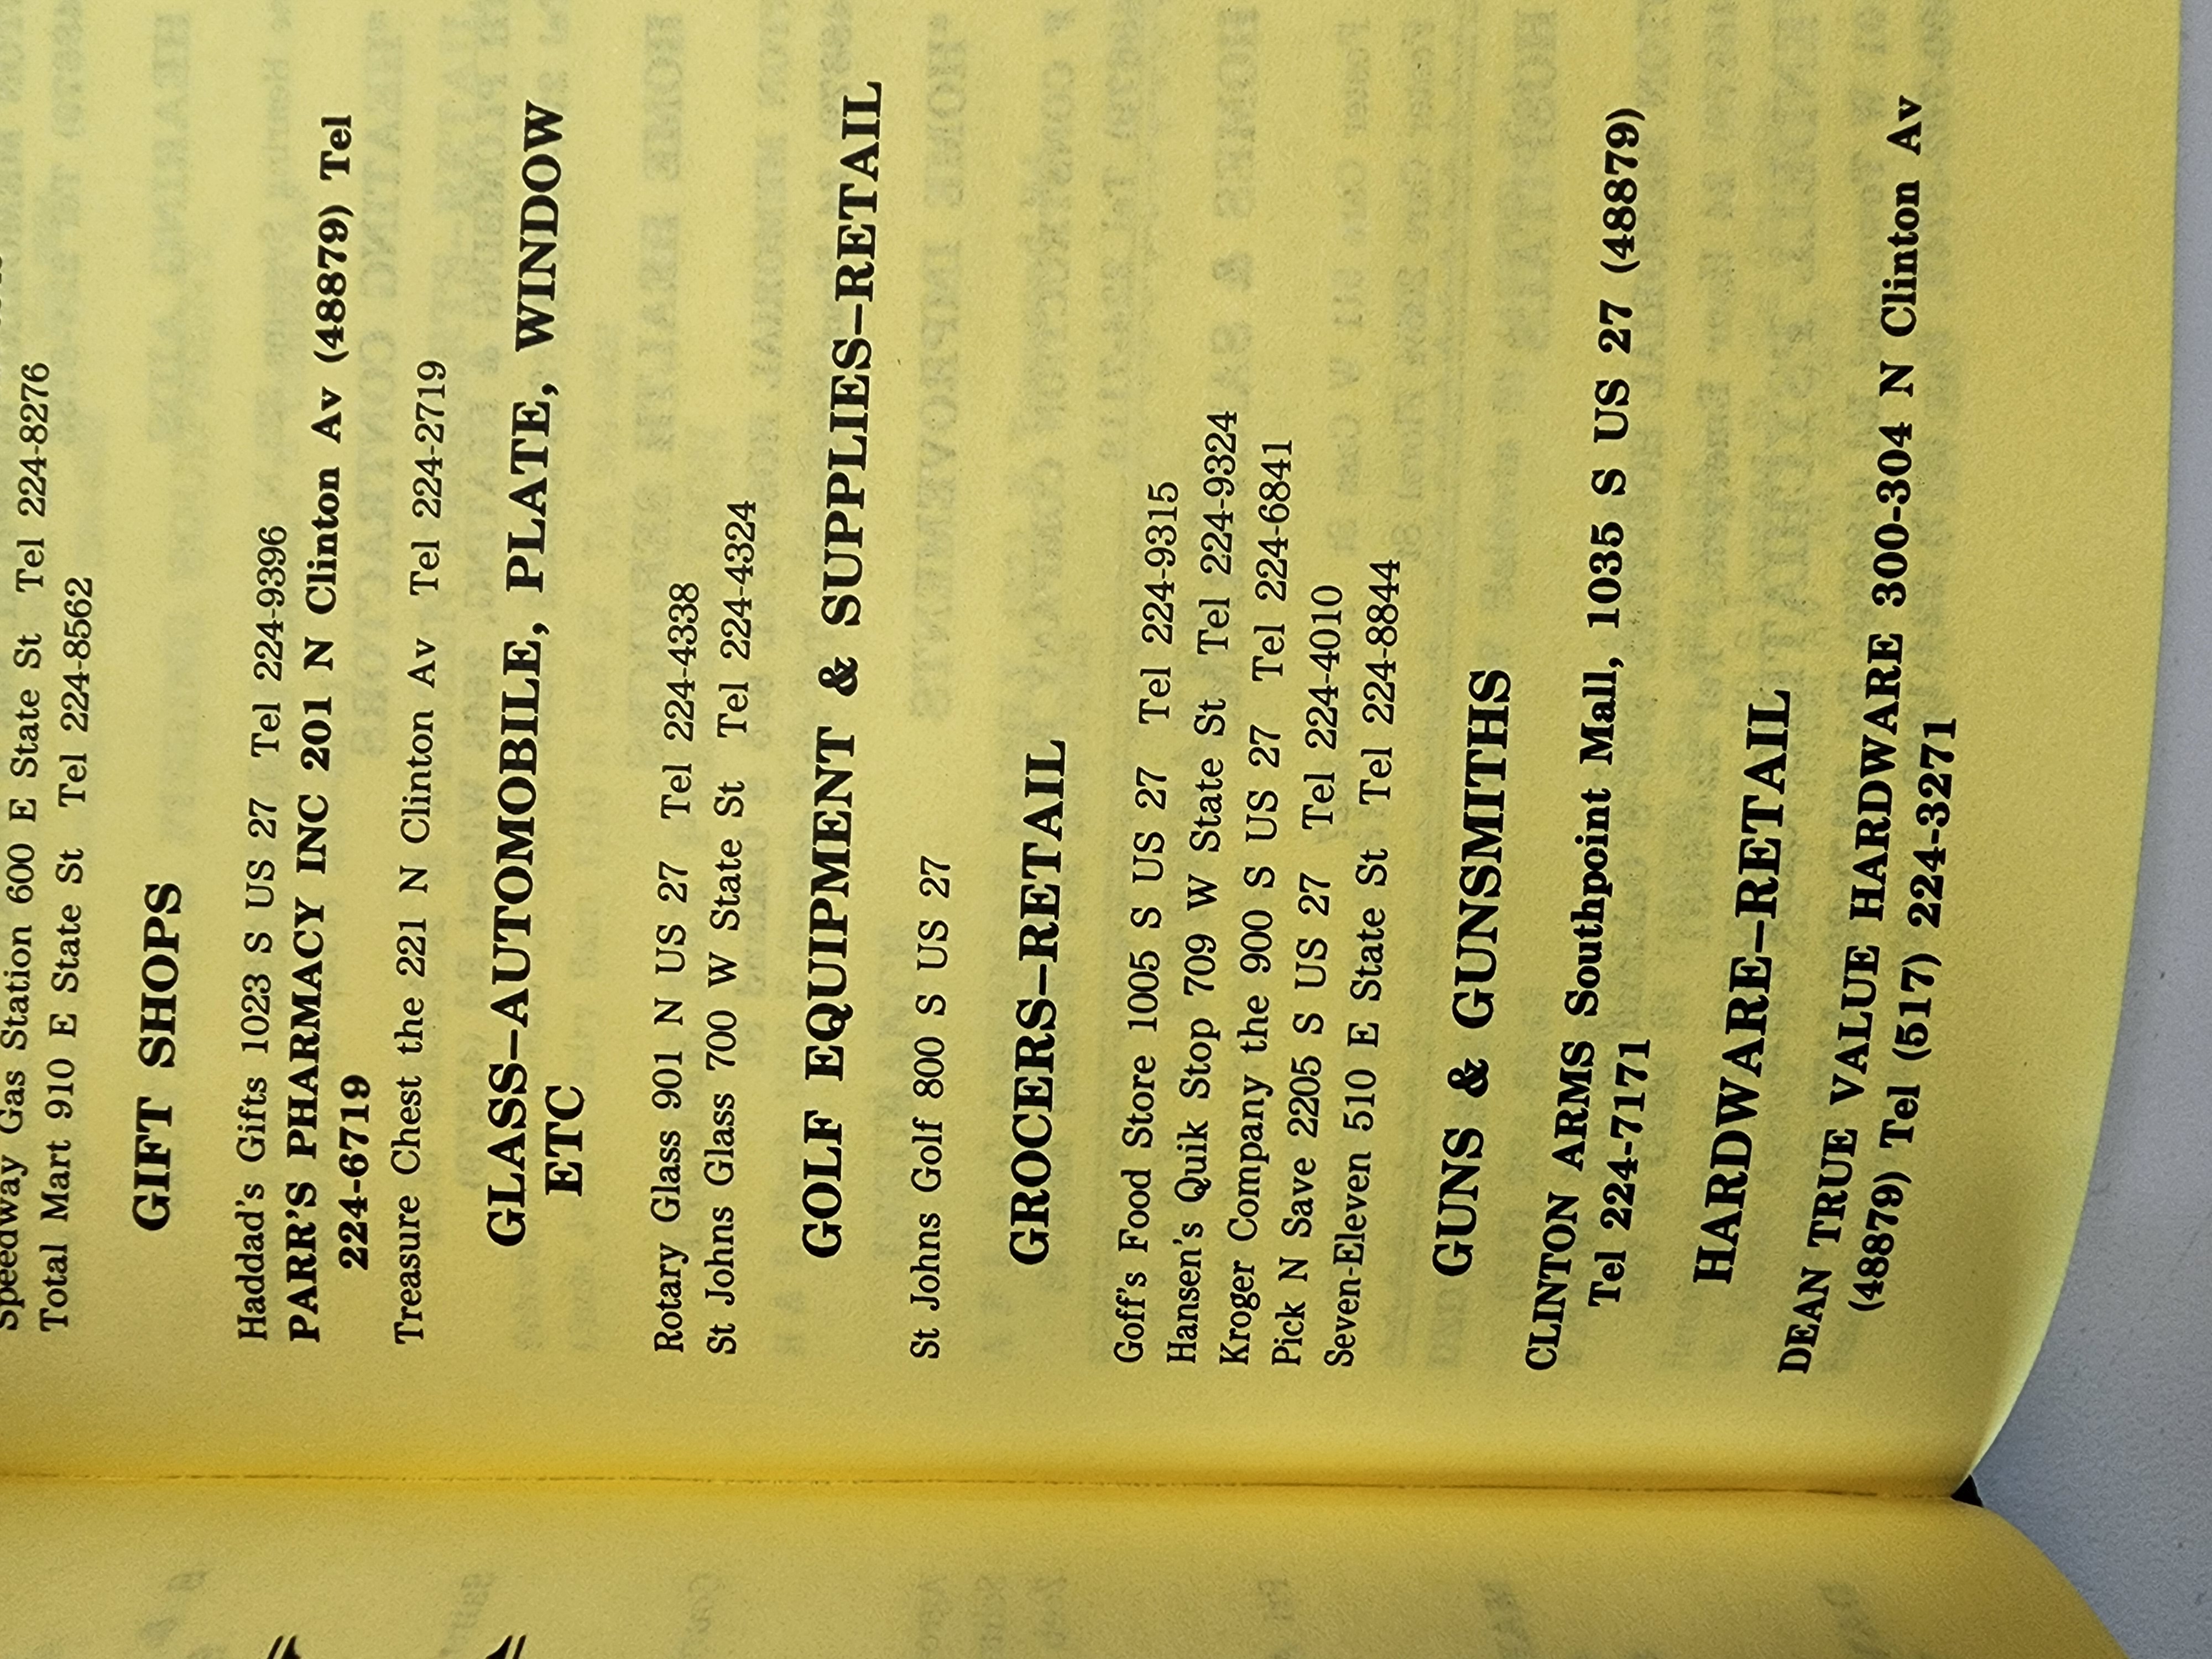 Speedway Gas Station 600 E State St Tel 224-8276
Total Mart 910 E State St Tel 224-8562
GIFT SHOPS
Haddad's Gifts 1023 S US 27 Tel 224-9396
PARR'S PHARMACY INC 201 N Clinton Av (48879) Tel
224-6719
Treasure Chest the 221 N Clinton Av Tel 224-2719
GLASS–AUTOMOBILE, PLATE, WINDOW
ETC
Rotary Glass 901 N US 27 Tel 224-4338
St Johns Glass 700 W State St Tel 224-4324
GOLF EQUIPMENT & SUPPLIES–RETAIL
St Johns Golf 800 S US 27
GROCERS–RETAIL
Goff's Food Store 1005 S US 27 Tel 224-9315
Hansen's Quik Stop 709 W State St Tel 224-9324
Kroger Company the 900 S US 27 Tel 224-6841
Pick N Save 2205 S US 27 Tel 224-4010
Seven-Eleven 510 E State St Tel 224-8844
GUNS & GUNSMITHS
CLINTON ARMS Southpoint Mall, 1035 S US 27 (48879)
Tel 224-7171
HARDWARE–RETAIL
DEAN TRUE VALUE HARDWARE 300-304 N Clinton Av
(48879) Tel (517) 224-3271